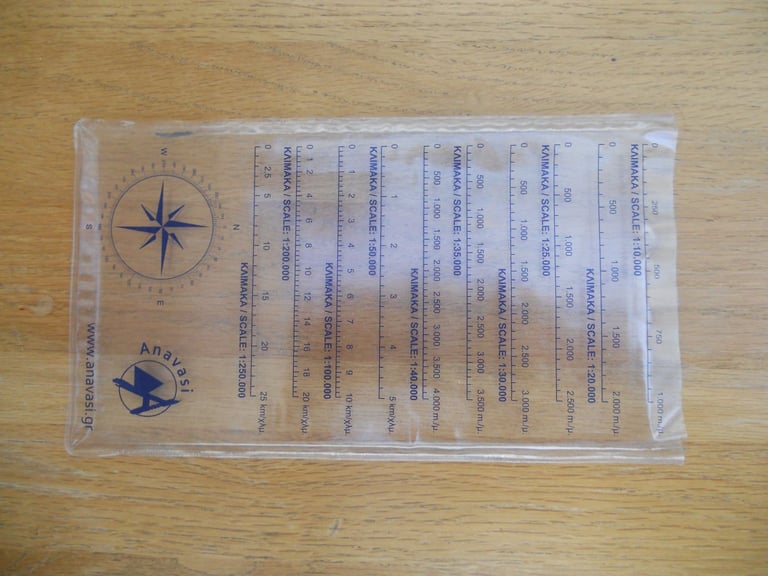 0 250 500 750 1.000 m./μ.
ΚΛΙΜΑΚΑ / SCALE: 1:10.000
0 500 1.000 1.500 2.000 m./μ.
ΚΛΙΜΑΚΑ / SCALE: 1:20.000
0 500 1.000 1.500 2.000 2.500 m./μ.
ΚΛΙΜΑΚΑ / SCALE: 1:25.000
0 500 1.000 1.500 2.000 2.500 3.000 m./μ.
ΚΛΙΜΑΚΑ / SCALE: 1:30.000
0 500 1.000 1.500 2.000 2.500 3.000 3.500 m./μ.
ΚΛΙΜΑΚΑ / SCALE: 1:35.000
0 500 1.000 1.500 2.000 2.500 3.000 3.500 4.000 m./μ.
ΚΛΙΜΑΚΑ / SCALE: 1:40.000
0 1 2 3 4 5 km/χλμ.
ΚΛΙΜΑΚΑ / SCALE: 1:50.000
0 1 2 3 4 5 6 7 8 9 10 km/χλμ.
ΚΛΙΜΑΚΑ / SCALE: 1:100.000
0 1 2 4 6 8 10 12 14 16 18 20 km/χλμ.
ΚΛΙΜΑΚΑ / SCALE: 1:200.000
0 2,5 5 10 15 20 25 km/χλμ.
ΚΛΙΜΑΚΑ / SCALE: 1:250.000
N
W
E
S
Anavasi
www.anavasi.gr